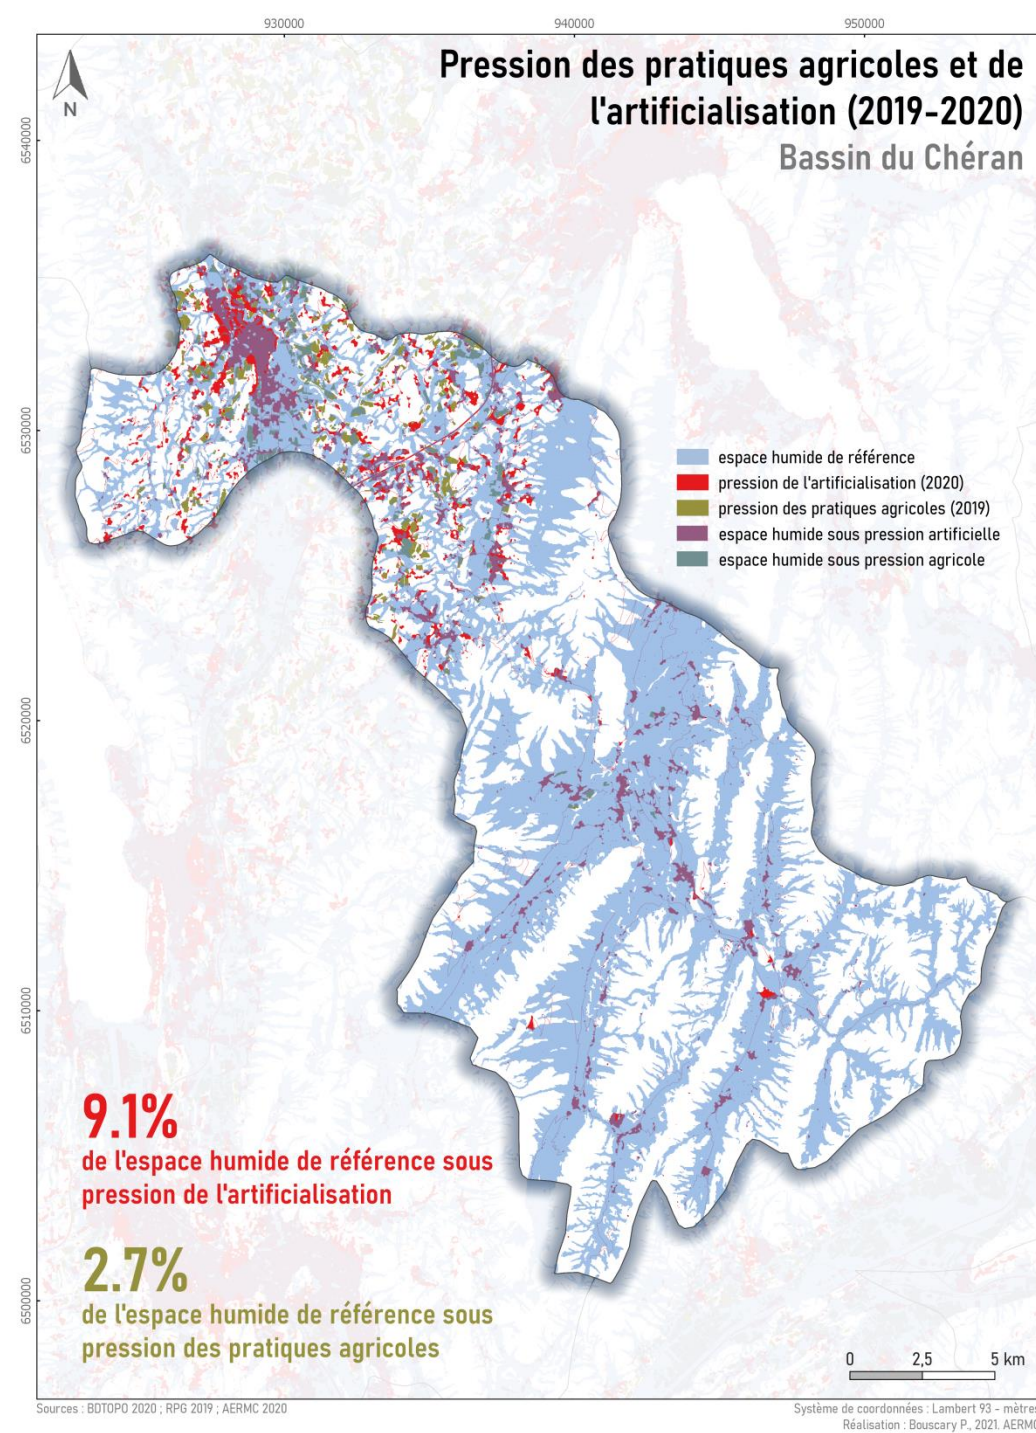 930000
940000
950000
Pression des pratiques agricoles et de
l'artificialisation (2019-2020)
Bassin du Chéran
N
6540000
6530000
6520000
6510000
6500000
espace humide de référence
pression de l'artificialisation (2020)
pression des pratiques agricoles (2019)
espace humide sous pression artificielle
espace humide sous pression agricole
9.1%
de l'espace humide de référence sous
pression de l'artificialisation
2.7%
de l'espace humide de référence sous
pression des pratiques agricoles
0 2,5 5 km
Sources : BDTOPO 2020 ; RPG 2019 ; AERMC 2020
Système de coordonnées : Lambert 93 - mètres
Réalisation : Bouscary P., 2021. AERMC